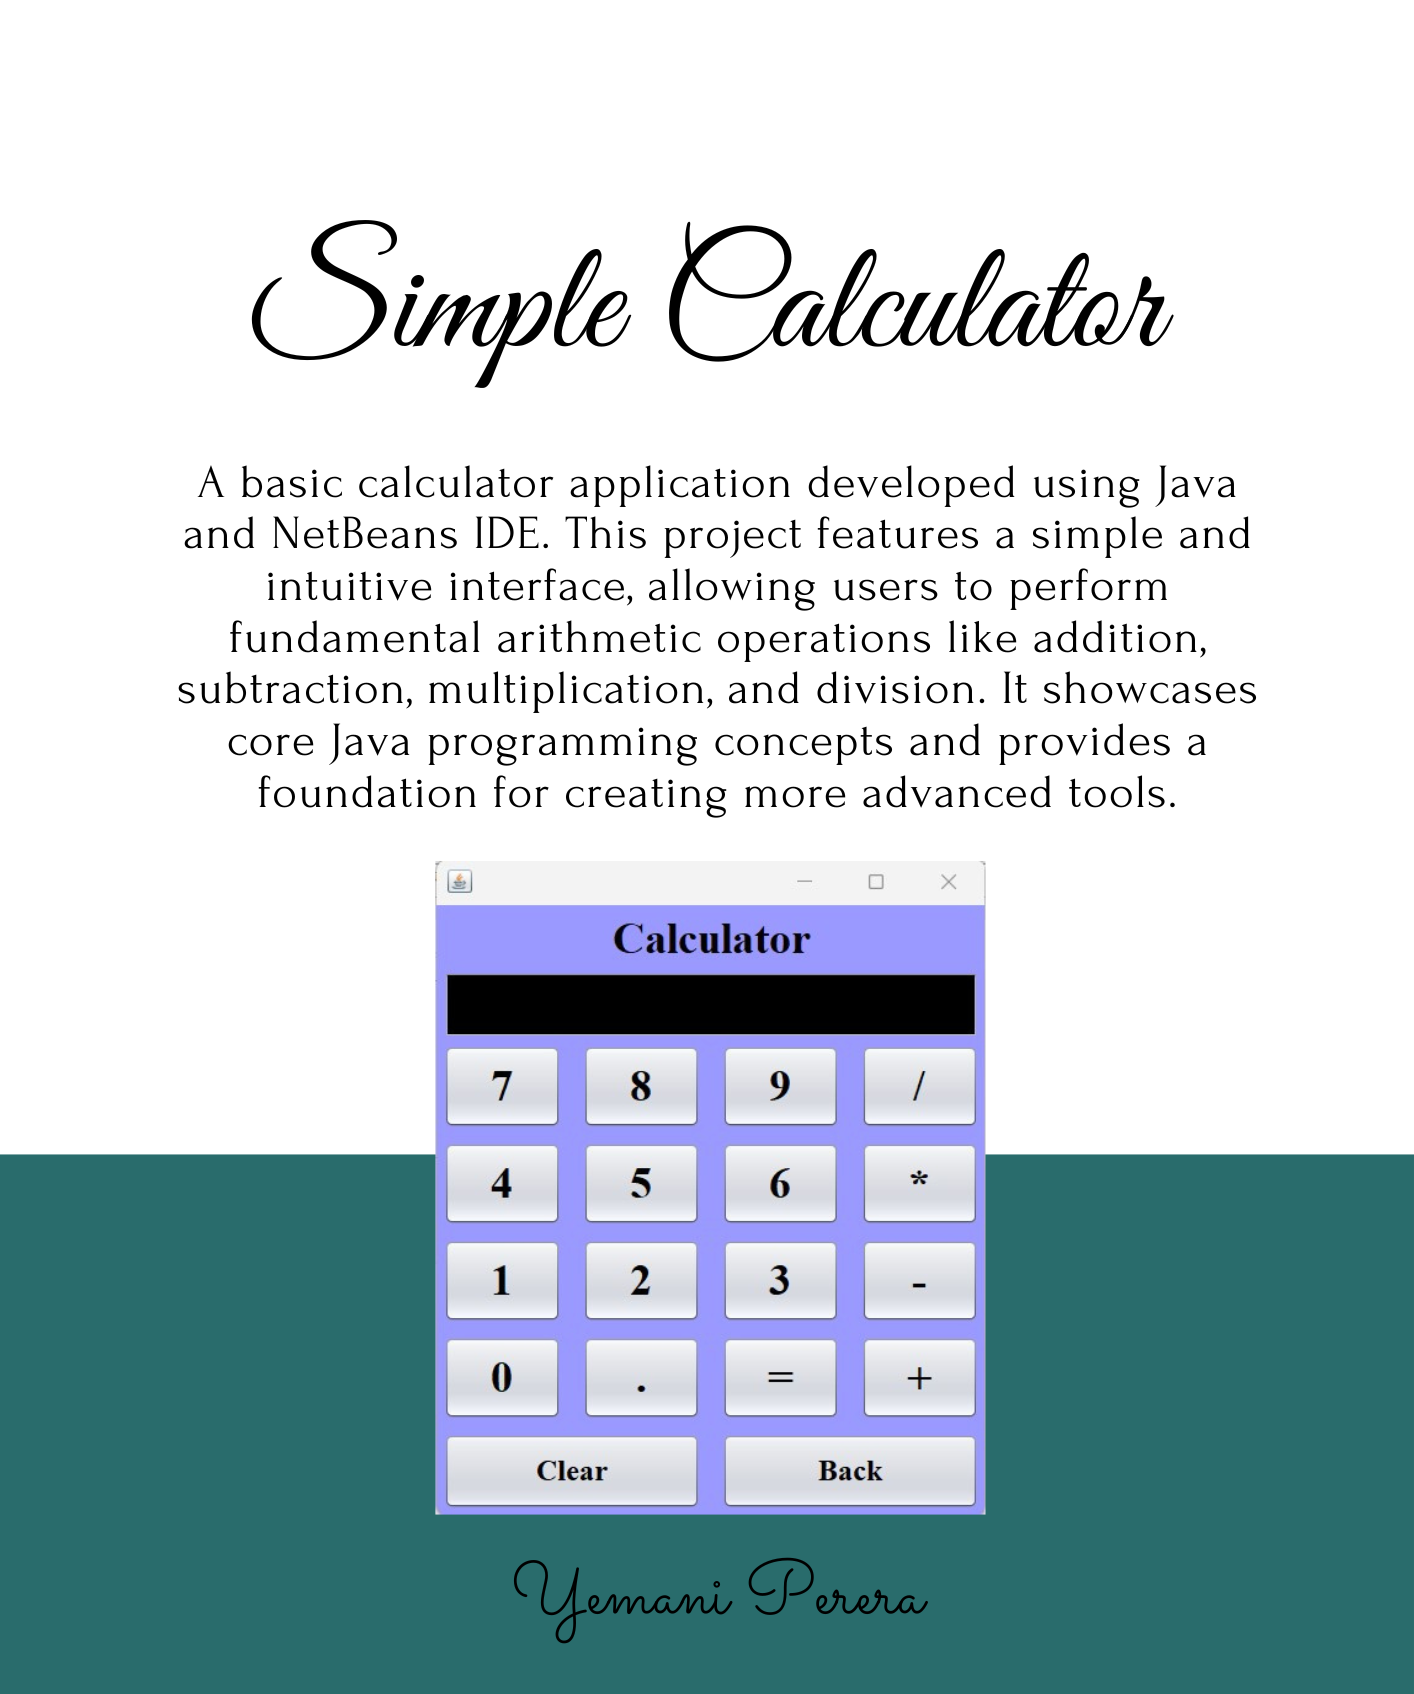 Simple Calculator
A basic calculator application developed using Java
and NetBeans IDE. This project features a simple and
intuitive interface, allowing users to perform
fundamental arithmetic operations like addition,
subtraction, multiplication, and division. It showcases
core Java programming concepts and provides a
foundation for creating more advanced tools.
Calculator
7 8 9 /
4 5 6 *
1 2 3 -
0 . = +
Clear Back
Yemani Perera